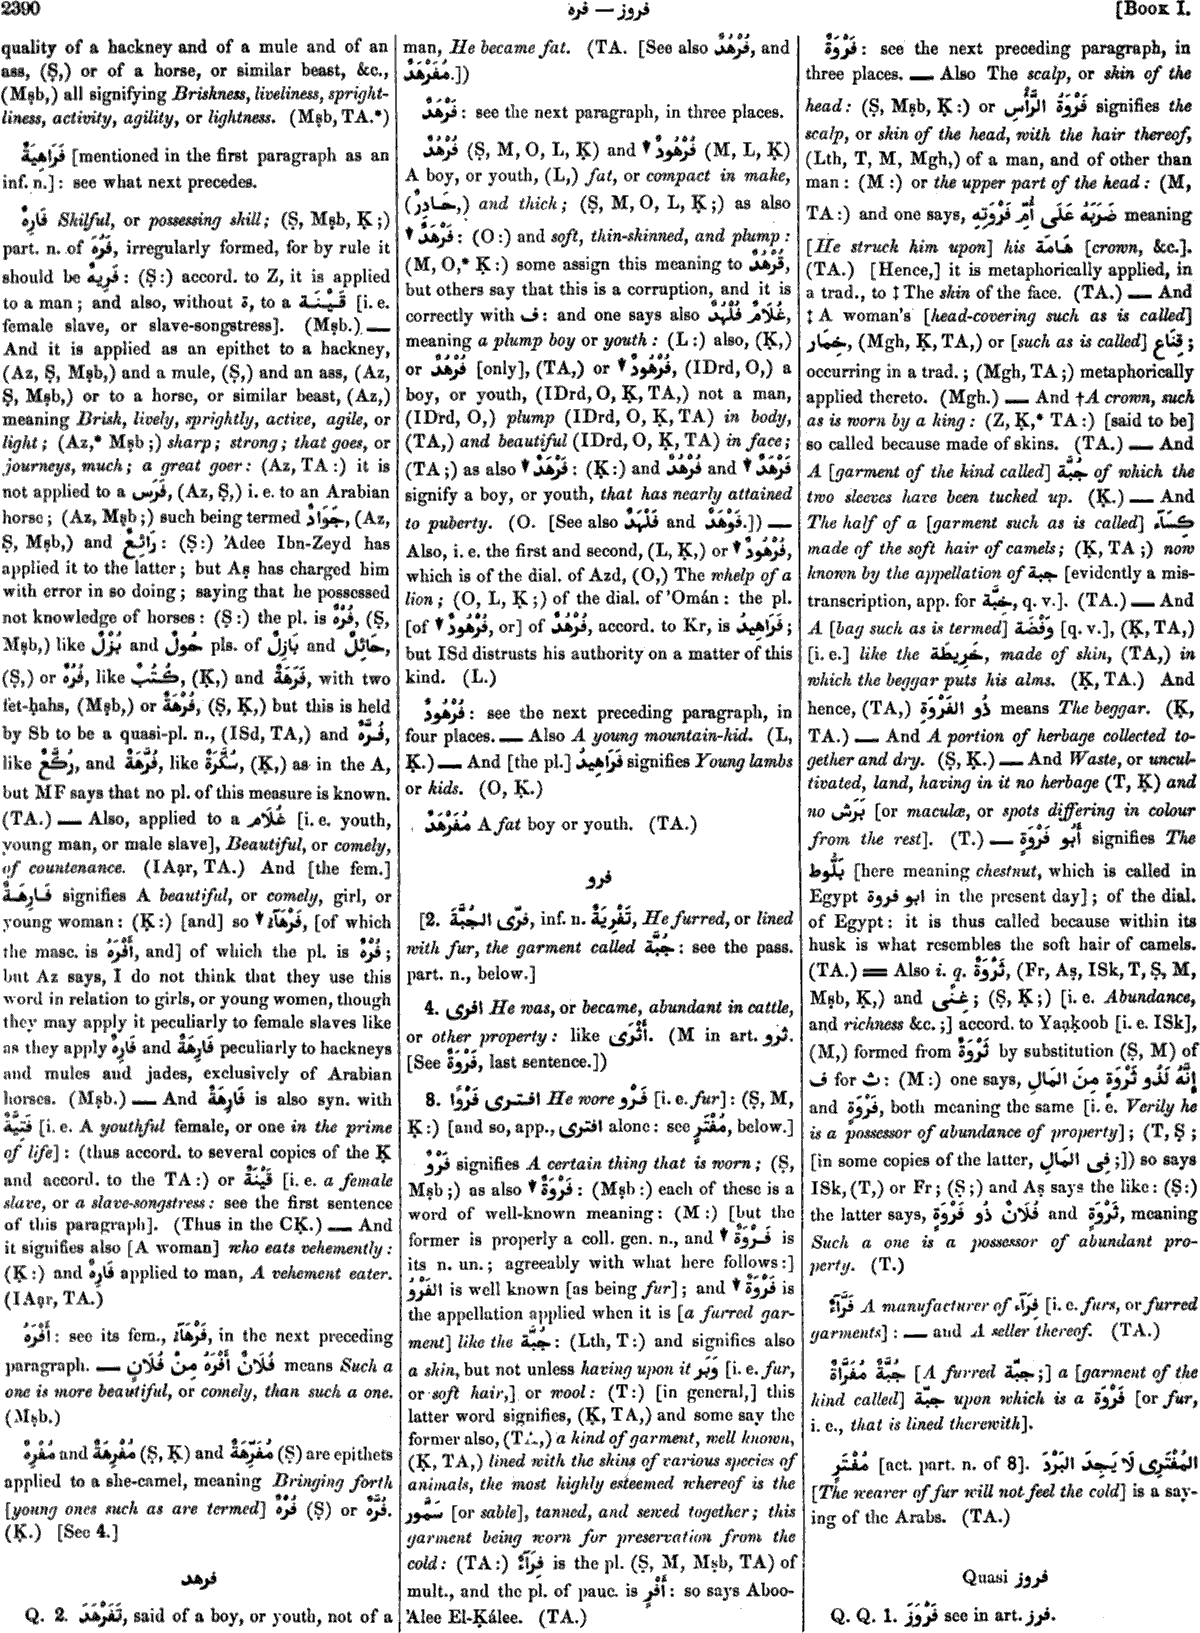 2390
فروز — فره
[BOOK I.
quality of a hackney and of a mule and of an
ass, (Ṣ,) or of a horse, or similar beast, &c.,
(Mṣb,) all signifying Briskness, liveliness, spright-
liness, activity, agility, or lightness. (Mṣb, TA.*)
فَرَاهِيَةٌ [mentioned in the first paragraph as an
inf. n.]: see what next precedes.
فَارِهٌ Skilful, or possessing skill; (Ṣ, Mṣb, Ḳ;)
part. n. of فَرُهَ, irregularly formed, for by rule it
should be فَرِيهٌ: (Ṣ:) accord. to Z, it is applied
to a man; and also, without ة, to a قَيْنَة [i. e.
female slave, or slave-songstress]. (Mṣb.) —
And it is applied as an epithet to a hackney,
(Az, Ṣ, Mṣb,) and a mule, (Ṣ,) and an ass, (Az,
Ṣ, Mṣb,) or to a horse, or similar beast, (Az,)
meaning Brisk, lively, sprightly, active, agile, or
light; (Az,* Mṣb;) sharp; strong; that goes, or
journeys, much; a great goer: (Az, TA:) it is
not applied to a فَرَس, (Az, Ṣ,) i. e. to an Arabian
horse; (Az, Mṣb;) such being termed جَوَادٌ, (Az,
Ṣ, Mṣb,) and رَائِعٌ: (Ṣ:) 'Adee Ibn-Zeyd has
applied it to the latter; but Aṣ has charged him
with error in so doing; saying that he possessed
not knowledge of horses: (Ṣ:) the pl. is فُرْهٌ, (Ṣ,
Mṣb,) like بُزْلٌ and حُولٌ pls. of بَازِلٌ and حَائِلٌ,
(Ṣ,) or فُرُهٌ, like كُتُبٌ, (Ḳ,) and فَرَهَةٌ, with two
fet-ḥahs, (Mṣb,) or فُرْهَةٌ, (Ṣ, Ḳ,) but this is held
by Sb to be a quasi-pl. n., (ISd, TA,) and فُرَّهٌ,
like رُكَّعٌ, and فُرَّهَةٌ, like سُكَّرَةٌ, (Ḳ,) as in the A,
but MF says that no pl. of this measure is known.
(TA.) — Also, applied to a غُلَام [i. e. youth,
young man, or male slave], Beautiful, or comely,
of countenance. (IAạr, TA.) And [the fem.]
فَارِهَةٌ signifies A beautiful, or comely, girl, or
young woman: (Ḳ:) [and] so ▼ فَرْهَآءُ, [of which
the masc. is أَفْرَهُ, and] of which the pl. is فُرْهٌ;
but Az says, I do not think that they use this
word in relation to girls, or young women, though
they may apply it peculiarly to female slaves like
as they apply فَارِهٌ and فَارِهَةٌ peculiarly to hackneys
and mules and jades, exclusively of Arabian
horses. (Mṣb.) — And فَارِهَةٌ is also syn. with
فَتِيَّةٌ [i. e. A youthful female, or one in the prime
of life]: (thus accord. to several copies of the Ḳ
and accord. to the TA:) or قَيْنَةٌ [i. e. a female
slave, or a slave-songstress: see the first sentence
of this paragraph]. (Thus in the CḲ.) — And
it signifies also [A woman] who eats vehemently:
(Ḳ:) and فَارِهٌ applied to man, A vehement eater.
(IAạr, TA.)
أَفْرَهُ: see its fem., فَرْهَآءُ, in the next preceding
paragraph. — فُلَانٌ أَفْرَهُ مِنْ فُلَانٍ means Such a
one is more beautiful, or comely, than such a one.
(Mṣb.)
مُفْرِهٌ and مُفْرِهَةٌ (Ṣ, Ḳ) and مُفَرِّهَةٌ (Ṣ) are epithets
applied to a she-camel, meaning Bringing forth
[young ones such as are termed] فُرْهٌ (Ṣ) or فُرَّهٌ.
(Ḳ.) [See 4.]
فرهد
Q. 2. تَفَرْهَدَ, said of a boy, or youth, not of a
man, He became fat. (TA. [See also فُرْهُدٌ, and
مُفَرْهَدٌ.])
فَرْهَدٌ: see the next paragraph, in three places.
فُرْهُدٌ (Ṣ, M, O, L, Ḳ) and ▼ فُرْهُودٌ (M, L, Ḳ)
A boy, or youth, (L,) fat, or compact in make,
(حَادِرٌ,) and thick; (Ṣ, M, O, L, Ḳ;) as also
▼ فَرْهَدٌ: (O:) and soft, thin-skinned, and plump:
(M, O,* Ḳ:) some assign this meaning to فُرْهُدٌ,
but others say that this is a corruption, and it is
correctly with ف: and one says also غُلَامٌ فُلْهُدٌ,
meaning a plump boy or youth: (L:) also, (Ḳ,)
or فُرْهُدٌ [only], (TA,) or ▼ فُرْهُودٌ, (IDrd, O,) a
boy, or youth, (IDrd, O, Ḳ, TA,) not a man,
(IDrd, O,) plump (IDrd, O, Ḳ, TA) in body,
(TA,) and beautiful (IDrd, O, Ḳ, TA) in face;
(TA;) as also ▼ فَرْهَدٌ: (Ḳ:) and فُرْهُدٌ and ▼ فَرْهَدٌ
signify a boy, or youth, that has nearly attained
to puberty. (O. [See also فَلْهَدٌ and فَوْهَدٌ.]) —
Also, i. e. the first and second, (L, Ḳ,) or ▼ فُرْهُودٌ,
which is of the dial. of Azd, (O,) The whelp of a
lion; (O, L, Ḳ;) of the dial. of 'Omán: the pl.
[of ▼ فُرْهُودٌ, or] of فُرْهُدٌ, accord. to Kr, is فَرَاهِيدُ;
but ISd distrusts his authority on a matter of this
kind. (L.)
فُرْهُودٌ: see the next preceding paragraph, in
four places. — Also A young mountain-kid. (L,
Ḳ.) — And [the pl.] فَرَاهِيدُ signifies Young lambs
or kids. (O, Ḳ.)
مُفَرْهَدٌ A fat boy or youth. (TA.)
فرو
[2. فرّى الجُبَّةَ, inf. n. تَفْرِيَةٌ, He furred, or lined
with fur, the garment called جُبَّة: see the pass.
part. n., below.]
4. افرى He was, or became, abundant in cattle,
or other property: like أَثْرَى. (M in art. ثرو.
[See فَرْوَةٌ, last sentence.])
8. افترى فَرْوًا He wore فَرْو [i. e. fur]: (Ṣ, M,
Ḳ:) [and so, app., افترى alone: see مُفْتَرٍ, below.]
فَرْوٌ signifies A certain thing that is worn; (Ṣ,
Mṣb;) as also ▼ فَرْوَةٌ: (Mṣb:) each of these is a
word of well-known meaning: (M:) [but the
former is properly a coll. gen. n., and ▼ فَرْوَةٌ is
its n. un.; agreeably with what here follows:]
الفَرْوُ is well known [as being fur]; and ▼ فَرْوَةٌ is
the appellation applied when it is [a furred gar-
ment] like the جُبَّة: (Lth, T:) and signifies also
a skin, but not unless having upon it وَبَر [i. e. fur,
or soft hair,] or wool: (T:) [in general,] this
latter word signifies, (Ḳ, TA,) and some say the
former also, (TA,) a kind of garment, well known,
(Ḳ, TA,) lined with the skins of various species of
animals, the most highly esteemed whereof is the
سَمُّور [or sable], tanned, and sewed together; this
garment being worn for preservation from the
cold: (TA:) فِرَآءٌ is the pl. (Ṣ, M, Mṣb, TA) of
mult., and the pl. of pauc. is أَفْرٍ: so says Aboo-
'Alee El-Ḳálee. (TA.)
فَرْوَةٌ: see the next preceding paragraph, in
three places. — Also The scalp, or skin of the
head: (Ṣ, Mṣb, Ḳ:) or فَرْوَةُ الرَّأْسِ signifies the
scalp, or skin of the head, with the hair thereof,
(Lth, T, M, Mgh,) of a man, and of other than
man: (M:) or the upper part of the head: (M,
TA:) and one says, ضَرَبَهُ عَلَى أُمِّ فَرْوَتِهِ meaning
[He struck him upon] his هَامَة [crown, &c.].
(TA.) [Hence,] it is metaphorically applied, in
a trad., to ‡ The skin of the face. (TA.) — And
‡ A woman's [head-covering such as is called]
خِمَار, (Mgh, Ḳ, TA,) or [such as is called] قِنَاع;
occurring in a trad.; (Mgh, TA;) metaphorically
applied thereto. (Mgh.) — And † A crown, such
as is worn by a king: (Z, Ḳ,* TA:) [said to be]
so called because made of skins. (TA.) — And
A [garment of the kind called] جُبَّة of which the
two sleeves have been tucked up. (Ḳ.) — And
The half of a [garment such as is called] كِسَآء
made of the soft hair of camels; (Ḳ, TA;) now
known by the appellation of جبة [evidently a mis-
transcription, app. for حَبَّة, q. v.]. (TA.) — And
A [bag such as is termed] وَفْضَة [q. v.], (Ḳ, TA,)
[i. e.] like the خَرِيطَة, made of skin, (TA,) in
which the beggar puts his alms. (Ḳ, TA.) And
hence, (TA,) ذُو الفَرْوَةِ means The beggar. (Ḳ,
TA.) — And A portion of herbage collected to-
gether and dry. (Ṣ, Ḳ.) — And Waste, or uncul-
tivated, land, having in it no herbage (T, Ḳ) and
no بَرَش [or maculæ, or spots differing in colour
from the rest]. (T.) — أَبُو فَرْوَةٍ signifies The
بَلُّوط [here meaning chestnut, which is called in
Egypt ابو فروة in the present day]; of the dial.
of Egypt: it is thus called because within its
husk is what resembles the soft hair of camels.
(TA.) = Also i. q. ثَرْوَةٌ, (Fr, Aṣ, ISk, T, Ṣ, M,
Mṣb, Ḳ,) and غِنًى; (Ṣ, Ḳ;) [i. e. Abundance,
and richness &c.;] accord. to Yaạḳoob [i. e. ISk],
(M,) formed from ثَرْوَةٌ by substitution (Ṣ, M) of
ف for ث: (M:) one says, إِنَّهُ لَذُو ثَرْوَةٍ مِنَ المَالِ
and فَرْوَةٍ, both meaning the same [i. e. Verily he
is a possessor of abundance of property]; (T, Ṣ;
[in some copies of the latter, فِى المَالِ;]) so says
ISk, (T,) or Fr; (Ṣ;) and Aṣ says the like: (Ṣ:)
the latter says, فُلَانٌ ذُو فَرْوَةٍ and ثَرْوَةٍ, meaning
Such a one is a possessor of abundant pro-
perty. (T.)
فَرَّآءٌ A manufacturer of فِرَآء [i. e. furs, or furred
garments]: — and A seller thereof. (TA.)
جُبَّةٌ مُفَرَّاةٌ [A furred جبّة;] a [garment of the
kind called] جبّة upon which is a فَرْوَة [or fur,
i. e., that is lined therewith].
مُفْتَرٍ [act. part. n. of 8]. المُفْتَرِى لَا يَجِدُ البَرْدَ
[The wearer of fur will not feel the cold] is a say-
ing of the Arabs. (TA.)
Quasi فروز
Q. Q. 1. فَرْوَزَ see in art. فرز.